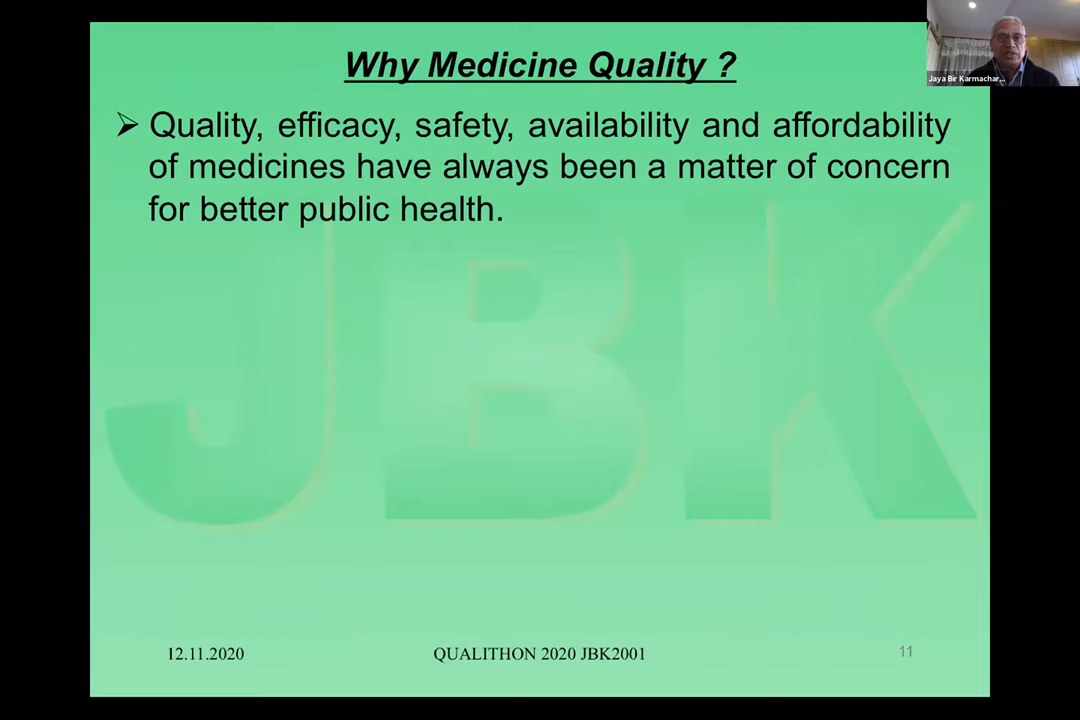 Why Medicine Quality ?
➢ Quality, efficacy, safety, availability and affordability
of medicines have always been a matter of concern
for better public health.
JBK
12.11.2020
QUALITHON 2020 JBK2001
11
Jaya Bir Karmachar...